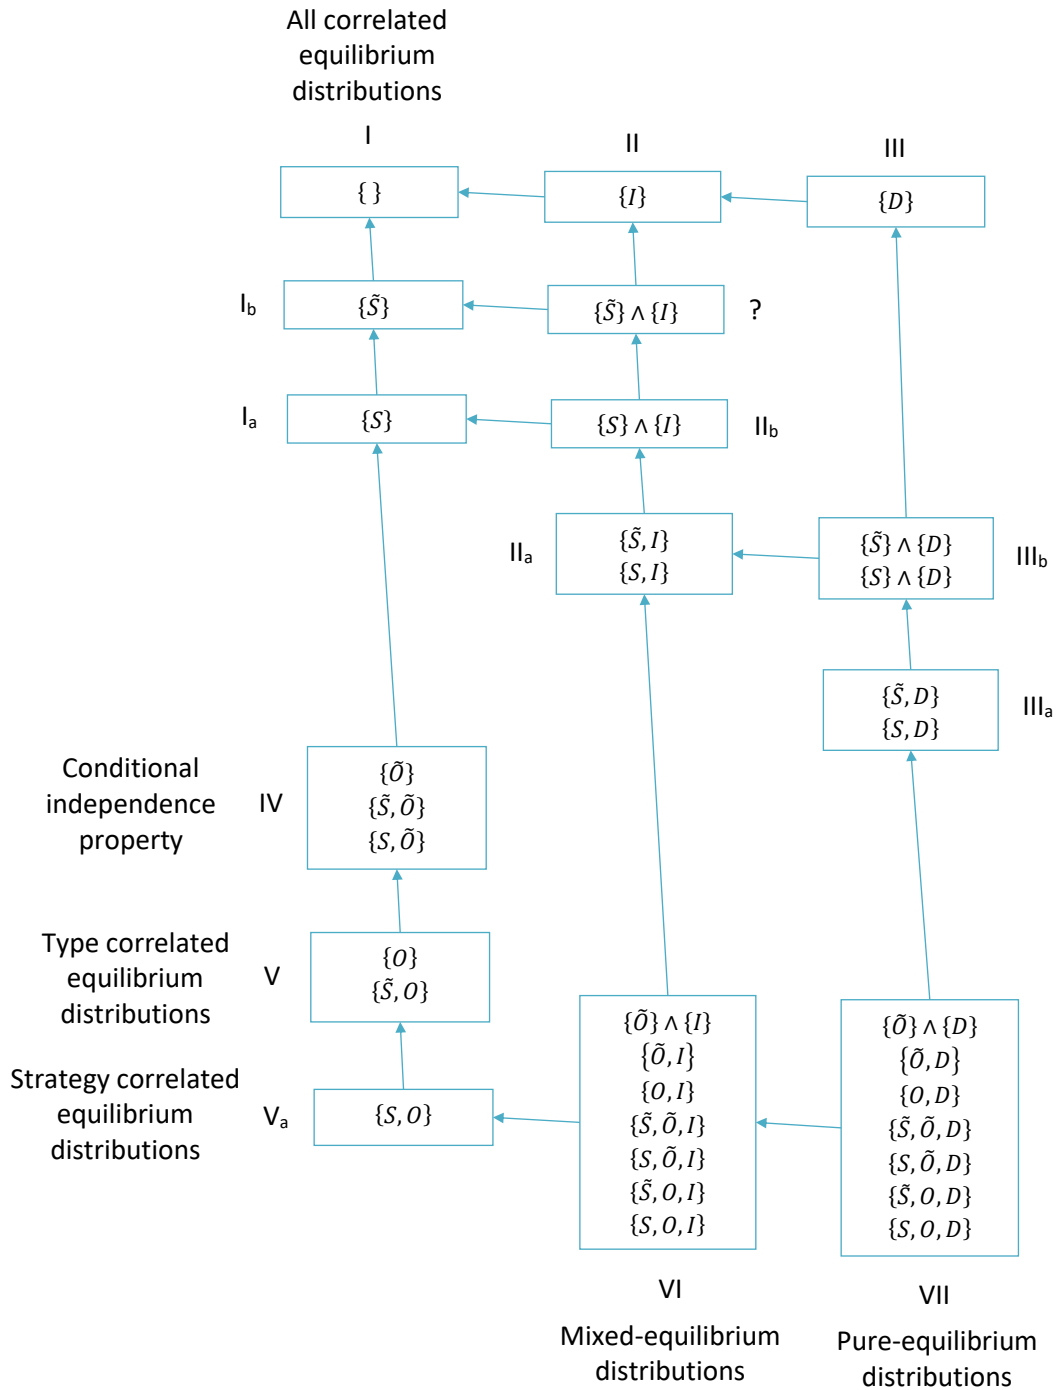 All correlated
equilibrium
distributions
I
II
III
{ }
{I}
{D}
I_b
{S̃}
{S̃} ∧ {I}
?
I_a
{S}
{S} ∧ {I}
II_b
II_a
{S̃, I}
{S, I}
{S̃} ∧ {D}
{S} ∧ {D}
III_b
{S̃, D}
{S, D}
III_a
Conditional
independence
property
IV
{Õ}
{S̃, Õ}
{S, Õ}
Type correlated
equilibrium
distributions
V
{O}
{S̃, O}
Strategy correlated
equilibrium
distributions
V_a
{S, O}
{Õ} ∧ {I}
{Õ, I}
{O, I}
{S̃, Õ, I}
{S, Õ, I}
{S̃, O, I}
{S, O, I}
{Õ} ∧ {D}
{Õ, D}
{O, D}
{S̃, Õ, D}
{S, Õ, D}
{S̃, O, D}
{S, O, D}
VI
Mixed-equilibrium
distributions
VII
Pure-equilibrium
distributions